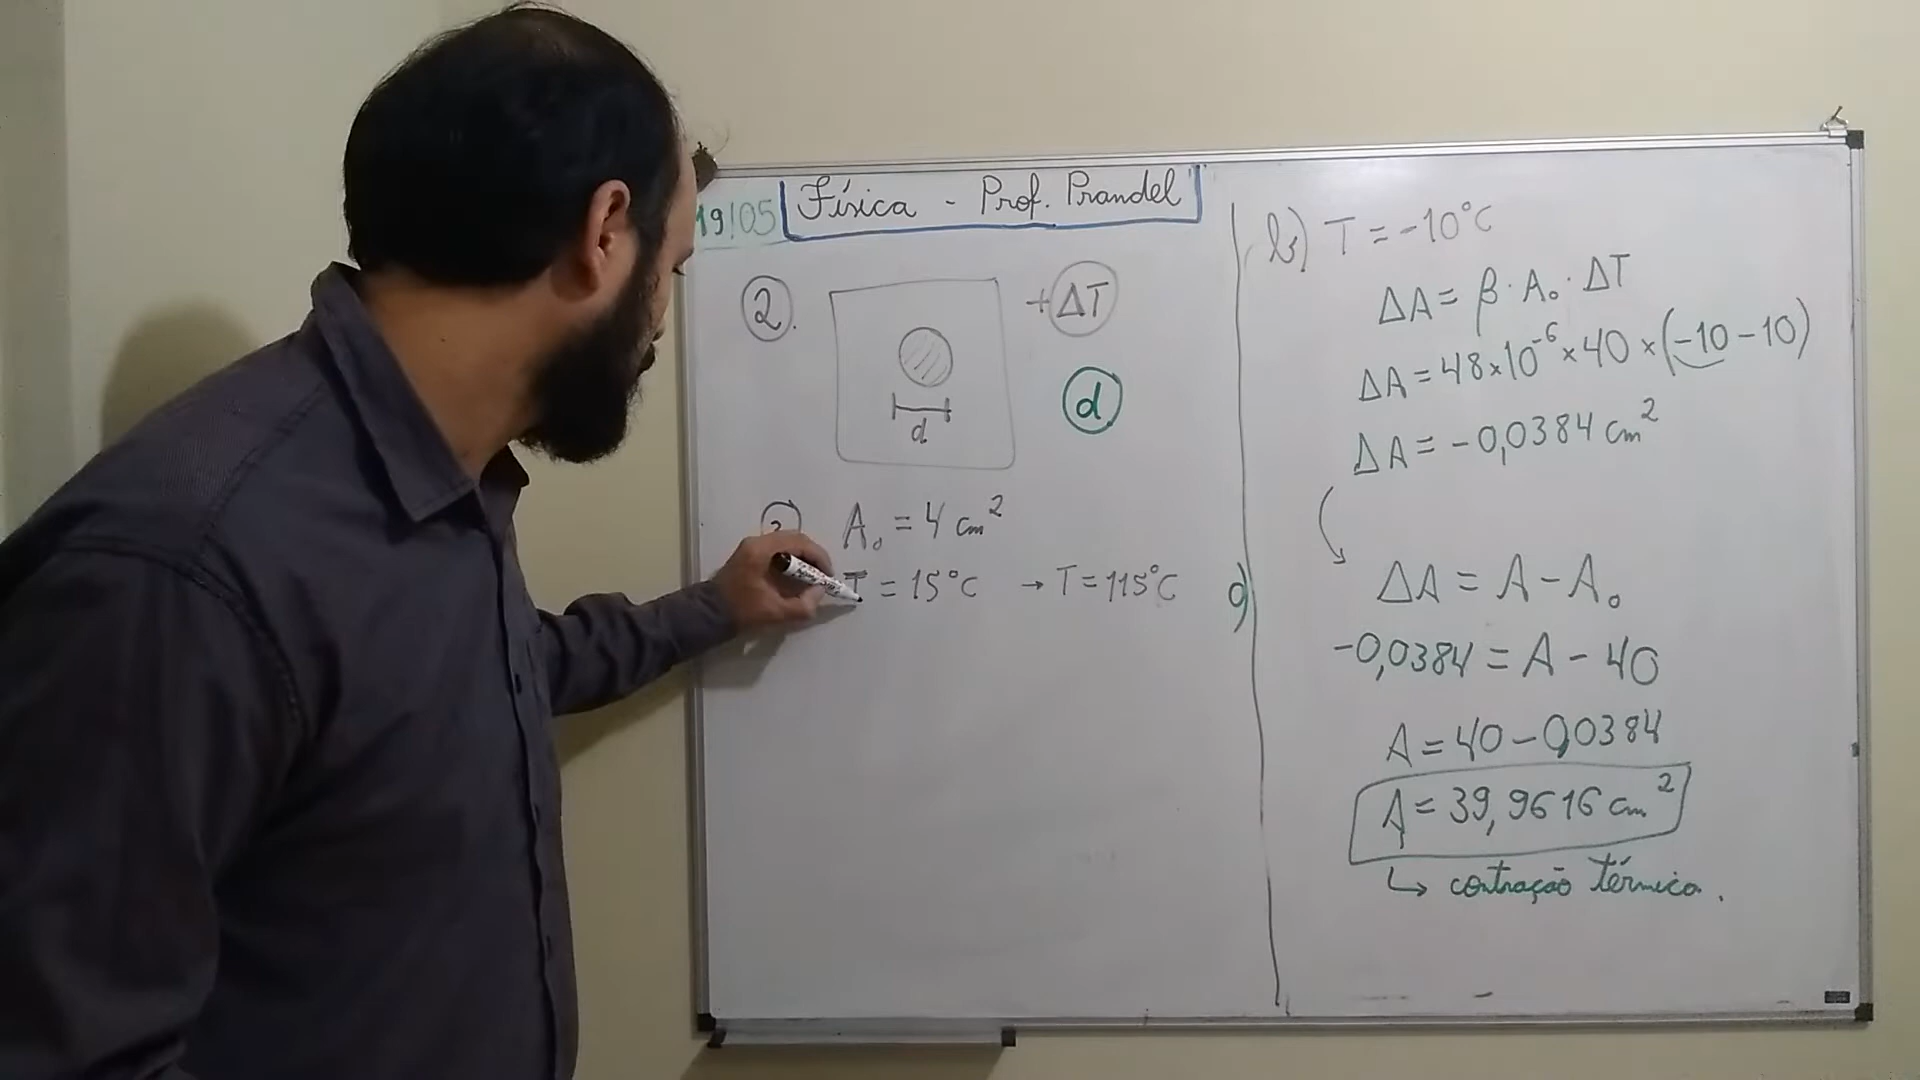 19/05 Física - Prof. Prandel
2. +ΔT
d
d
A₀ = 4 cm²
T = 15°C → T = 115°C
b) T = -10°C
ΔA = β · A₀ · ΔT
ΔA = 48×10⁻⁶ × 40 × (-10 - 10)
ΔA = -0,0384 cm²
c)
ΔA = A - A₀
-0,0384 = A - 40
A = 40 - 0,0384
A = 39,9616 cm²
↳ contração térmica.